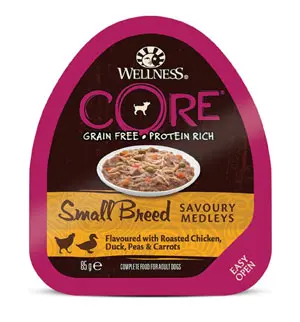 WELLNESS
CORE
GRAIN FREE • PROTEIN RICH
Small Breed
SAVOURY
MEDLEYS
Flavoured with Roasted Chicken,
Duck, Peas & Carrots
85 g e
COMPLETE FOOD FOR ADULT DOGS
EASY
OPEN